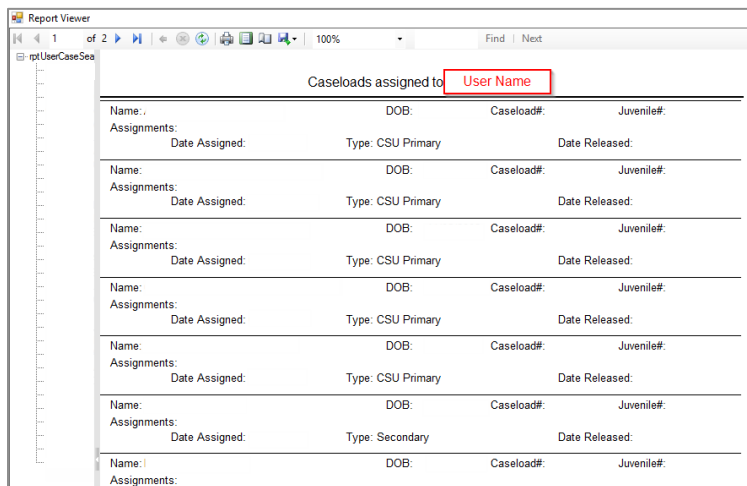 Report Viewer
1 of 2 100% Find | Next
rptUserCaseSea
Caseloads assigned to User Name
Name: DOB: Caseload#: Juvenile#:
Assignments:
Date Assigned: Type: CSU Primary Date Released:
Name: DOB: Caseload#: Juvenile#:
Assignments:
Date Assigned: Type: CSU Primary Date Released:
Name: DOB: Caseload#: Juvenile#:
Assignments:
Date Assigned: Type: CSU Primary Date Released:
Name: DOB: Caseload#: Juvenile#:
Assignments:
Date Assigned: Type: CSU Primary Date Released:
Name: DOB: Caseload#: Juvenile#:
Assignments:
Date Assigned: Type: CSU Primary Date Released:
Name: DOB: Caseload#: Juvenile#:
Assignments:
Date Assigned: Type: Secondary Date Released:
Name: DOB: Caseload#: Juvenile#:
Assignments: